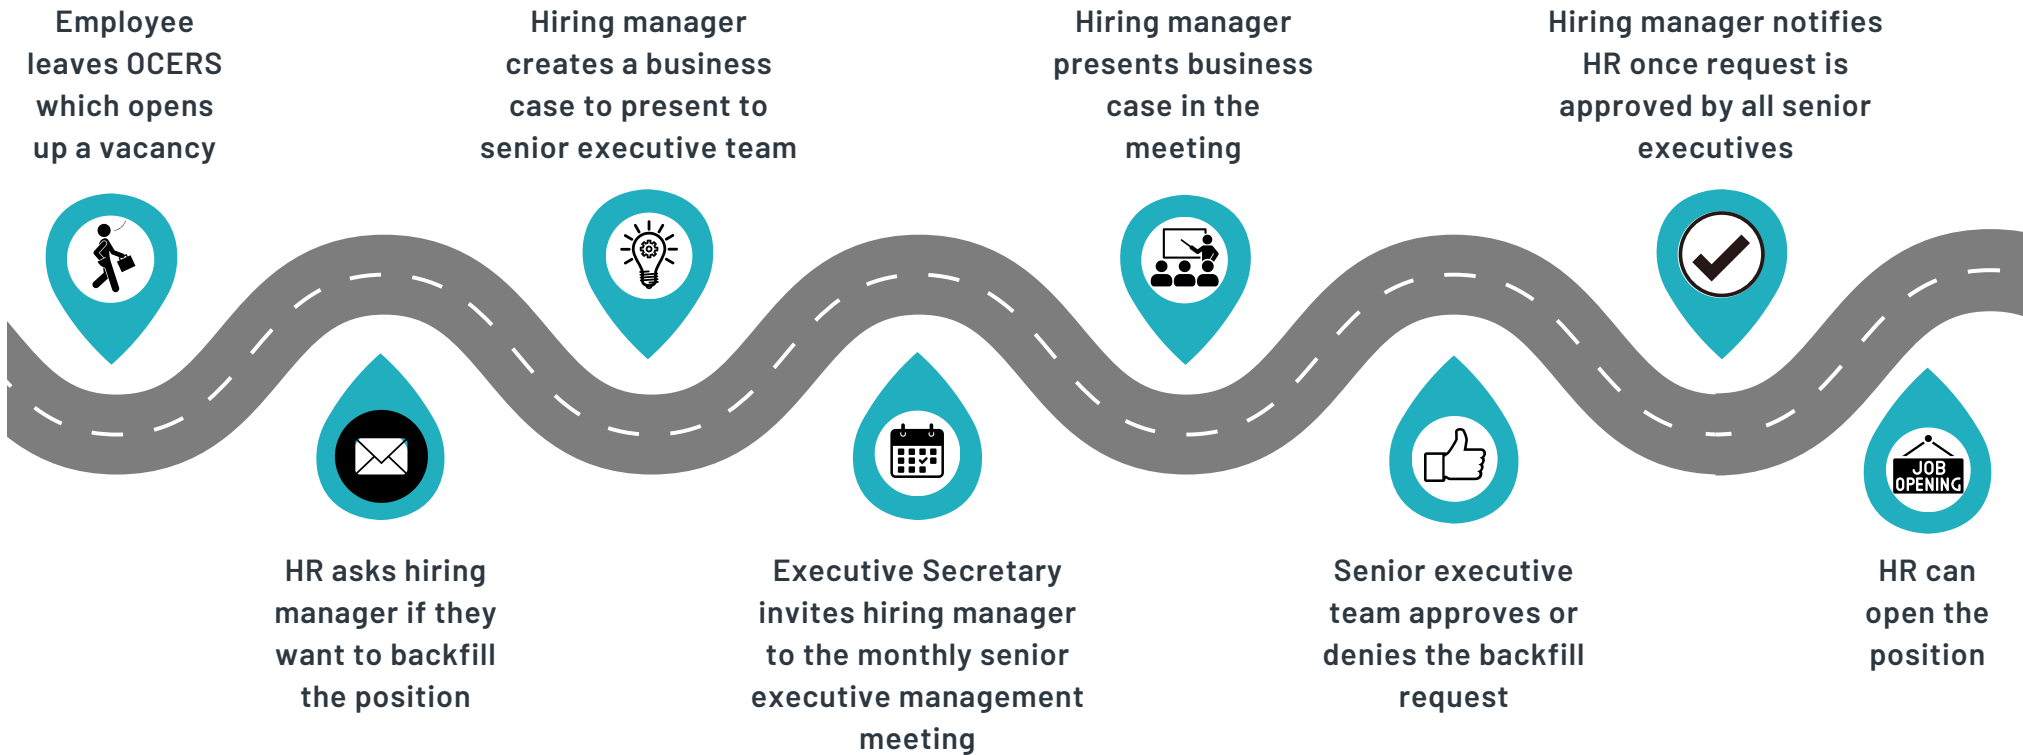 Employee
leaves OCERS
which opens
up a vacancy
HR asks hiring
manager if they
want to backfill
the position
Hiring manager
creates a business
case to present to
senior executive team
Executive Secretary
invites hiring manager
to the monthly senior
executive management
meeting
Hiring manager
presents business
case in the
meeting
Senior executive
team approves or
denies the backfill
request
Hiring manager notifies
HR once request is
approved by all senior
executives
JOB
OPENING
HR can
open the
position